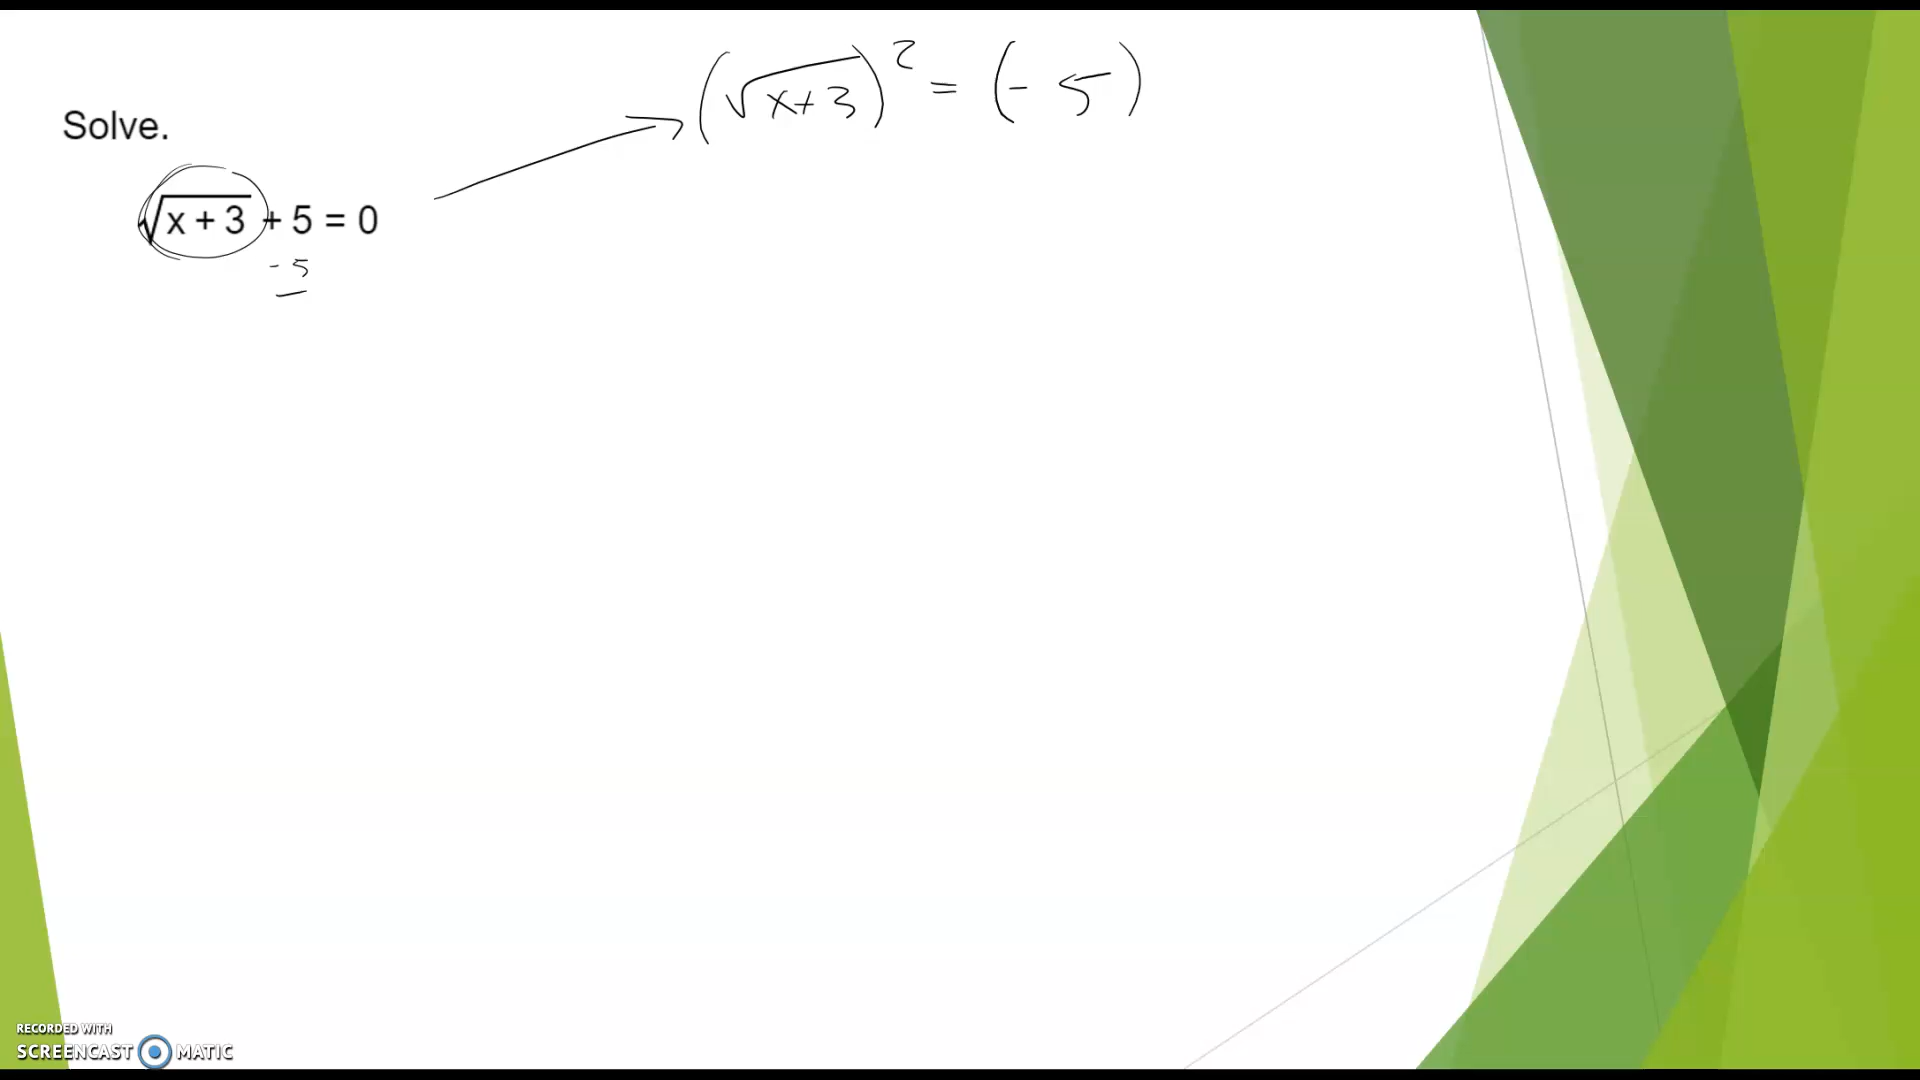 (√x+3)² = (- 5)
Solve.
√x + 3 + 5 = 0
- 5
RECORDED WITH
SCREENCAST MATIC